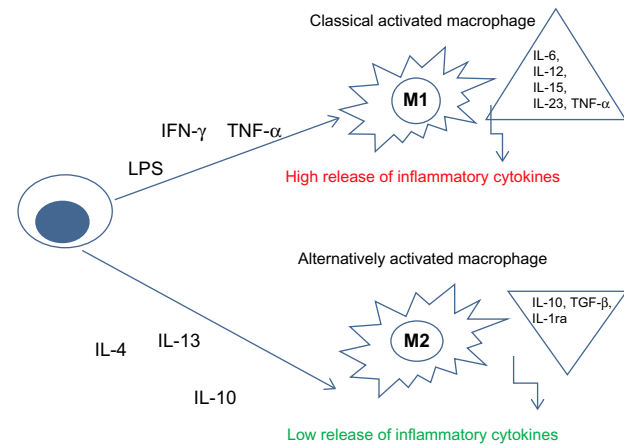 Classical activated macrophage
IL-6,
IL-12,
IL-15,
IL-23, TNF-α
M1
IFN-γ TNF-α
LPS
High release of inflammatory cytokines
Alternatively activated macrophage
IL-10, TGF-β,
IL-1ra
M2
IL-4 IL-13
IL-10
Low release of inflammatory cytokines